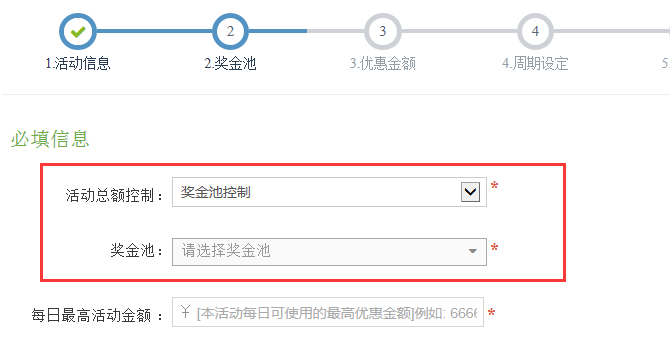 2 3 4
1.活动信息 2.奖金池 3.优惠金额 4.周期设定 5
必填信息
活动总额控制： 奖金池控制 *
奖金池： 请选择奖金池 *
每日最高活动金额： ￥ [本活动每日可使用的最高优惠金额]例如: 6666 *